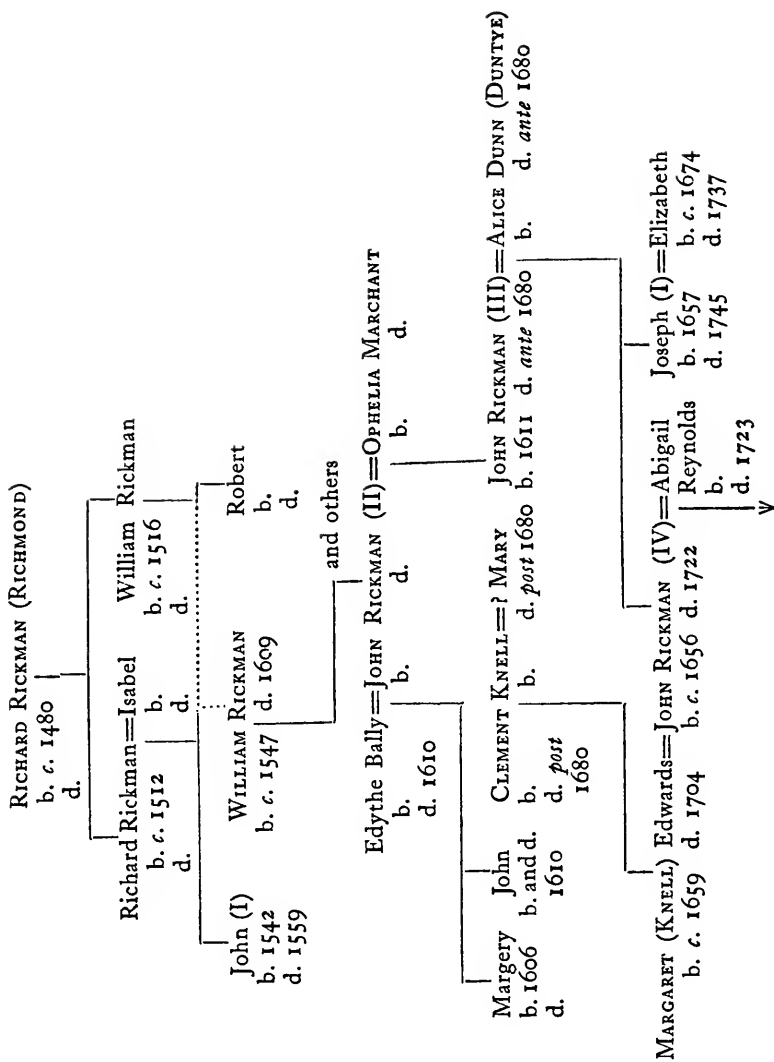 RICHARD RICKMAN (RICHMOND)
b. c. 1480
d.
Richard Rickman=Isabel
b. c. 1512 b.
d. d.
William Rickman
b. c. 1516
d.
John (I)
b. 1542
d. 1559
WILLIAM RICKMAN
b. c. 1547 d. 1609
Robert
b.
d.
and others
Edythe Bally=JOHN RICKMAN (II)=OPHELIA MARCHANT
b. b. b.
d. 1610 d. d.
Margery
b. 1606
d.
John
b. and d.
1610
CLEMENT KNELL=? MARY
b. b.
d. post d. post 1680
1680
JOHN RICKMAN (III)=ALICE DUNN (DUNTYE)
b. 1611 d. ante 1680 b.
d. ante 1680
MARGARET (KNELL) Edwards=JOHN RICKMAN (IV)=Abigail
Reynolds
b. c. 1659 d. 1704 b. c. 1656 d. 1722 b.
d. 1723
Joseph (I)=Elizabeth
b. 1657 b. c. 1674
d. 1745 d. 1737